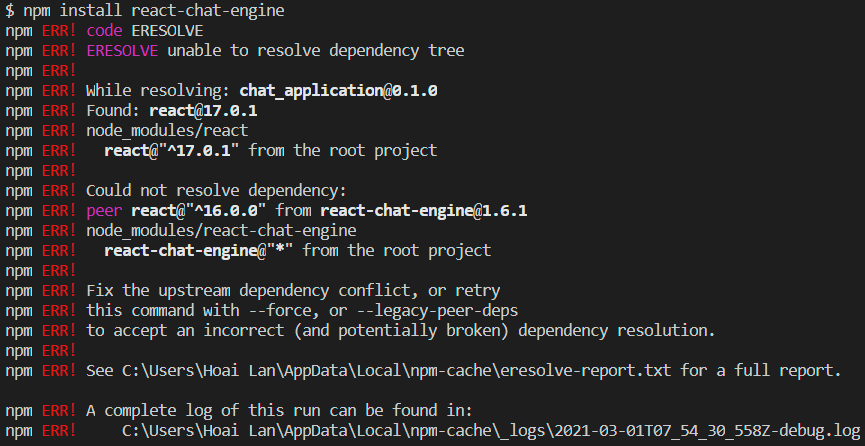 $ npm install react-chat-engine
npm ERR! code ERESOLVE
npm ERR! ERESOLVE unable to resolve dependency tree
npm ERR!
npm ERR! While resolving: chat_application@0.1.0
npm ERR! Found: react@17.0.1
npm ERR! node_modules/react
npm ERR!   react@"^17.0.1" from the root project
npm ERR!
npm ERR! Could not resolve dependency:
npm ERR! peer react@"^16.0.0" from react-chat-engine@1.6.1
npm ERR! node_modules/react-chat-engine
npm ERR!   react-chat-engine@"*" from the root project
npm ERR!
npm ERR! Fix the upstream dependency conflict, or retry
npm ERR! this command with --force, or --legacy-peer-deps
npm ERR! to accept an incorrect (and potentially broken) dependency resolution.
npm ERR!
npm ERR! See C:\Users\Hoai Lan\AppData\Local\npm-cache\eresolve-report.txt for a full report.
npm ERR! A complete log of this run can be found in:
npm ERR!     C:\Users\Hoai Lan\AppData\Local\npm-cache\_logs\2021-03-01T07_54_30_558Z-debug.log